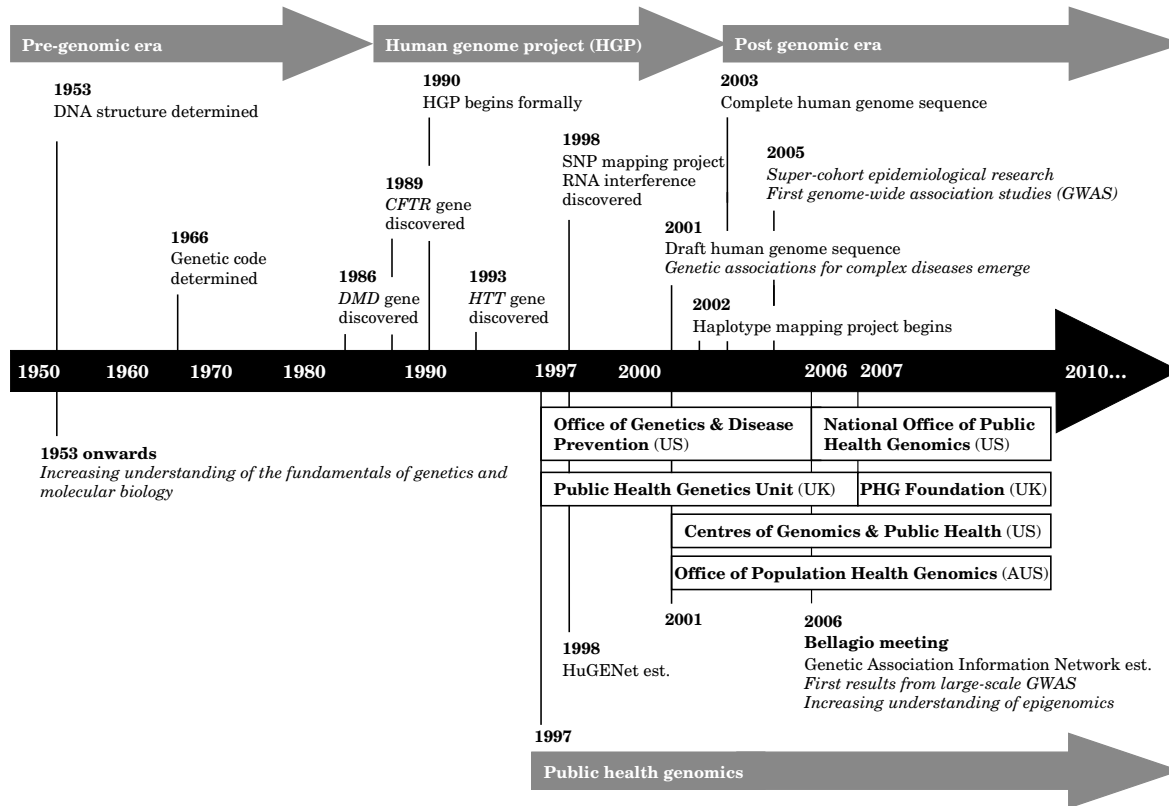 Pre-genomic era
Human genome project (HGP)
Post genomic era
1953
DNA structure determined
1990
HGP begins formally
2003
Complete human genome sequence
1998
SNP mapping project
RNA interference
discovered
2005
Super-cohort epidemiological research
First genome-wide association studies (GWAS)
1989
CFTR gene
discovered
1966
Genetic code
determined
2001
Draft human genome sequence
Genetic associations for complex diseases emerge
1986
DMD gene
discovered
1993
HTT gene
discovered
2002
Haplotype mapping project begins
1950
1960
1970
1980
1990
1997
2000
2006
2007
2010...
Office of Genetics & Disease
Prevention (US)
National Office of Public
Health Genomics (US)
1953 onwards
Increasing understanding of the fundamentals of genetics and
molecular biology
Public Health Genetics Unit (UK)
PHG Foundation (UK)
Centres of Genomics & Public Health (US)
Office of Population Health Genomics (AUS)
2001
1998
HuGENet est.
2006
Bellagio meeting
Genetic Association Information Network est.
First results from large-scale GWAS
Increasing understanding of epigenomics
1997
Public health genomics